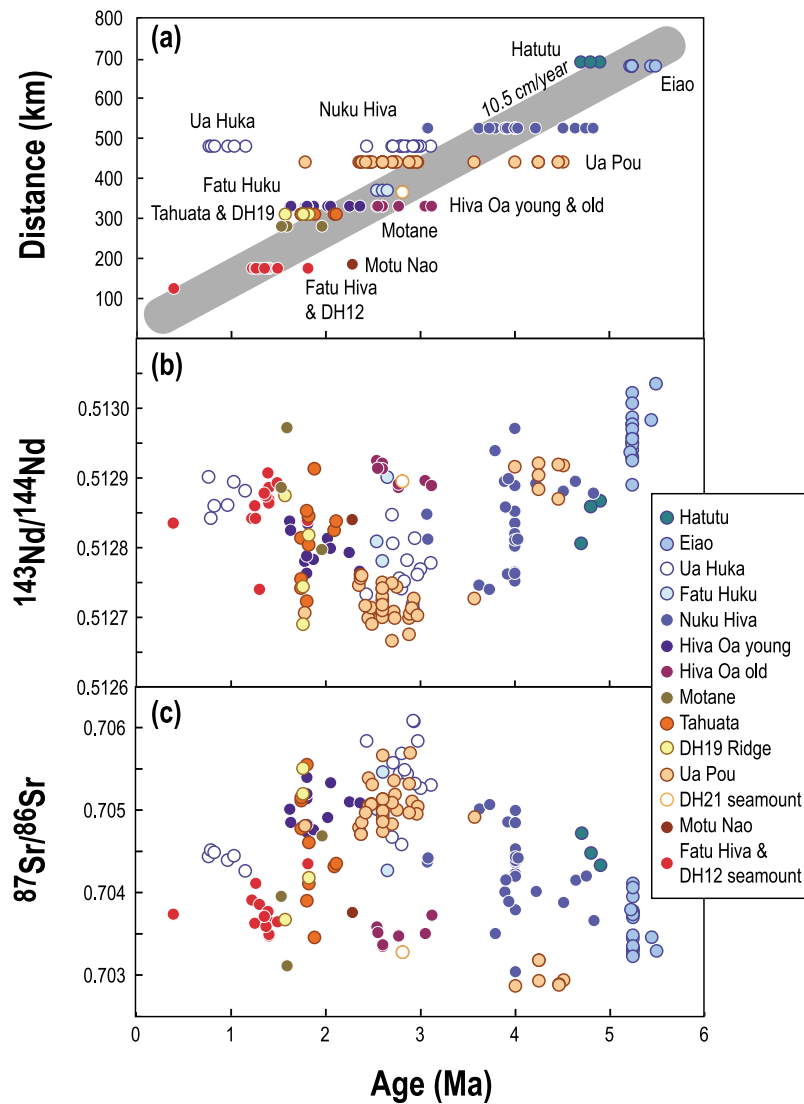 800
700
600
500
400
300
200
100
Distance (km)
(a)
Hatutu
10.5 cm/year
Eiao
Nuku Hiva
Ua Huka
Ua Pou
Fatu Huku
Tahuata & DH19
Hiva Oa young & old
Motane
Motu Nao
Fatu Hiva
& DH12
(b)
0.5130
0.5129
0.5128
0.5127
0.5126
143Nd/144Nd
(c)
0.706
0.705
0.704
0.703
87Sr/86Sr
Hatutu
Eiao
Ua Huka
Fatu Huku
Nuku Hiva
Hiva Oa young
Hiva Oa old
Motane
Tahuata
DH19 Ridge
Ua Pou
DH21 seamount
Motu Nao
Fatu Hiva &
DH12 seamount
0 1 2 3 4 5 6
Age (Ma)